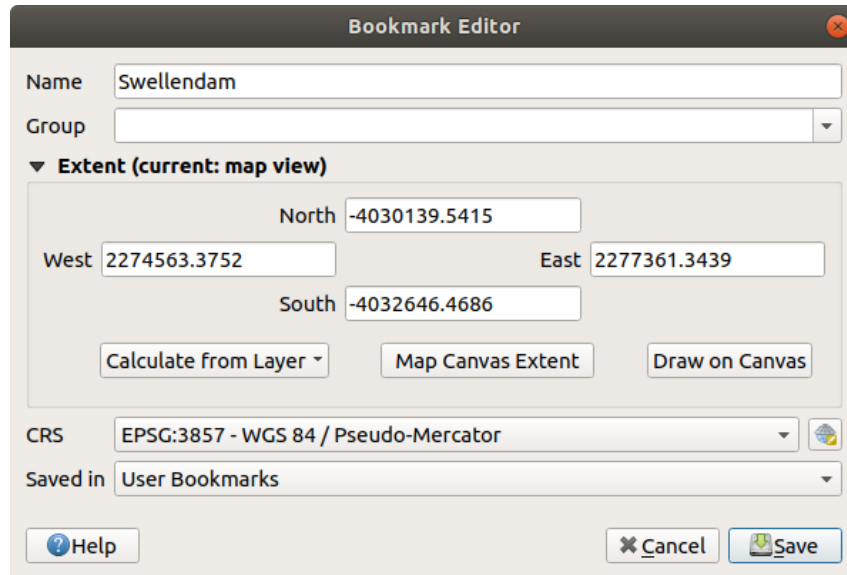 Bookmark Editor
Name Swellendam
Group
Extent (current: map view)
North -4030139.5415
West 2274563.3752 East 2277361.3439
South -4032646.4686
Calculate from Layer Map Canvas Extent Draw on Canvas
CRS EPSG:3857 - WGS 84 / Pseudo-Mercator
Saved in User Bookmarks
Help Cancel Save